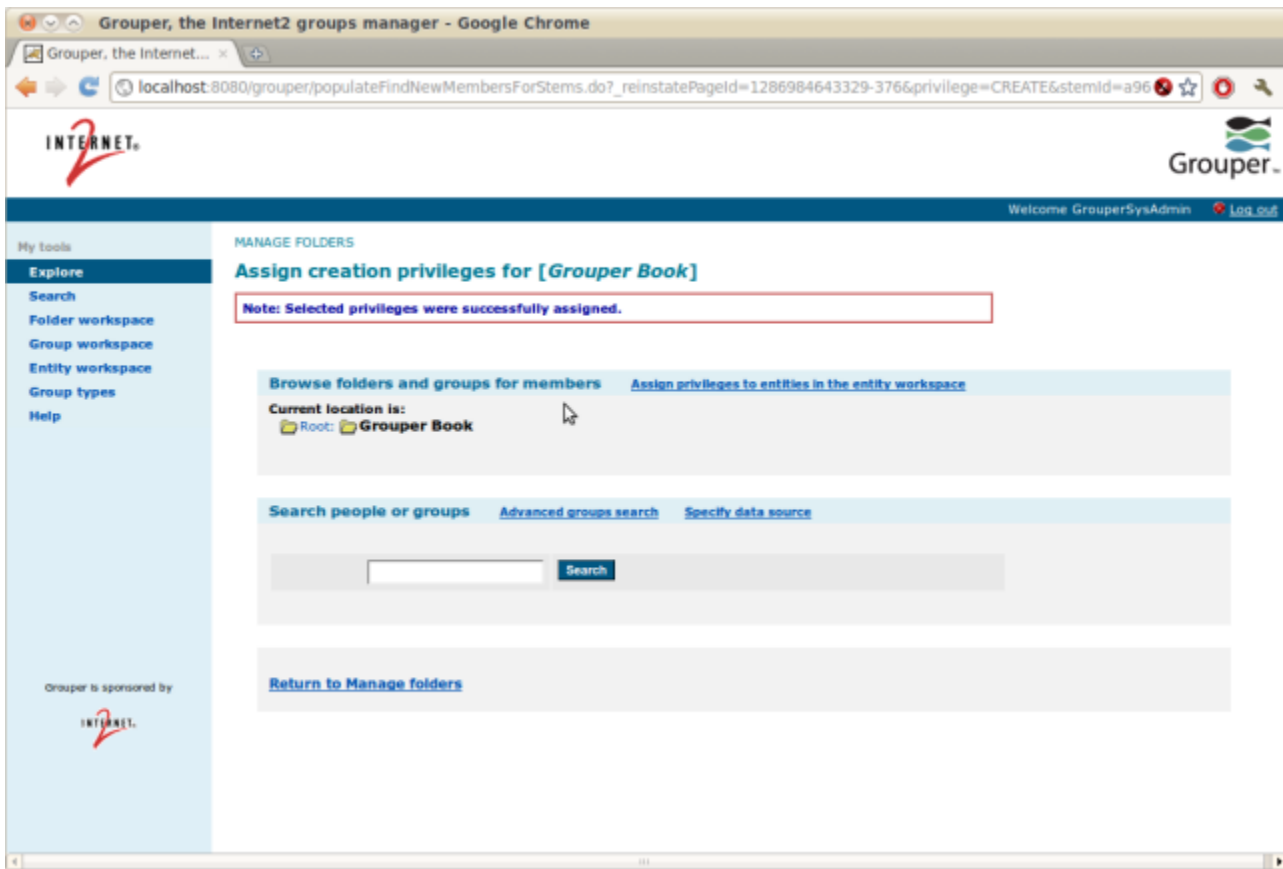 Grouper, the Internet2 groups manager - Google Chrome
Grouper, the Internet...
localhost:8080/grouper/populateFindNewMembersForStems.do?_reinstatePageId=1286984643329-376&privilege=CREATE&stemId=a96
INTERNET®
2
Grouper™
Welcome GrouperSysAdmin Log out
My tools
Explore
Search
Folder workspace
Group workspace
Entity workspace
Group types
Help
MANAGE FOLDERS
Assign creation privileges for [Grouper Book]
Note: Selected privileges were successfully assigned.
Browse folders and groups for members Assign privileges to entities in the entity workspace
Current location is:
Root: Grouper Book
Search people or groups Advanced groups search Specify data source
Search
Return to Manage folders
Grouper is sponsored by
INTERNET®
2